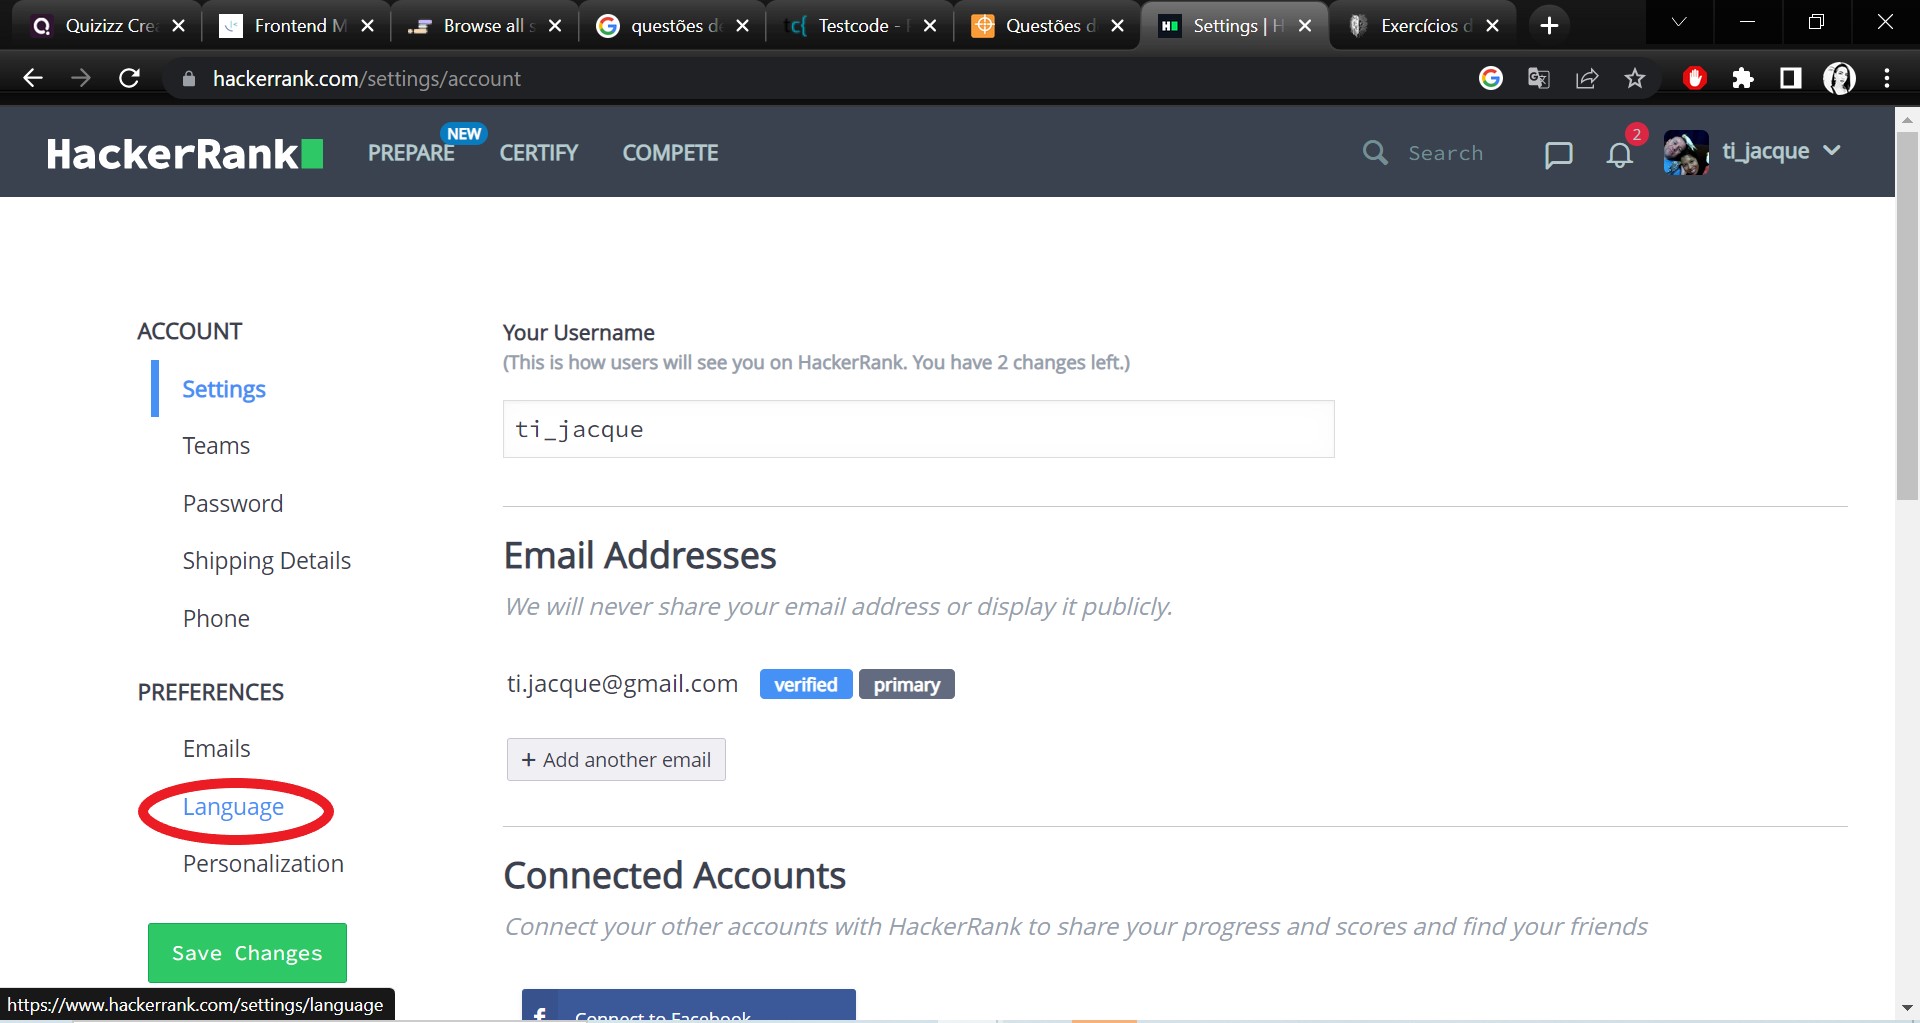 Quizizz Cre
Frontend M
Browse all s
questões de
Testcode -
Questões d
Settings | H
Exercícios d
hackerrank.com/settings/account
HackerRank
PREPARE
NEW
CERTIFY
COMPETE
Search
2
ti_jacque
ACCOUNT
Settings
Teams
Password
Shipping Details
Phone
PREFERENCES
Emails
Language
Personalization
Save Changes
Your Username
(This is how users will see you on HackerRank. You have 2 changes left.)
ti_jacque
Email Addresses
We will never share your email address or display it publicly.
ti.jacque@gmail.com verified primary
+ Add another email
Connected Accounts
Connect your other accounts with HackerRank to share your progress and scores and find your friends
f Connect to Facebook
https://www.hackerrank.com/settings/language